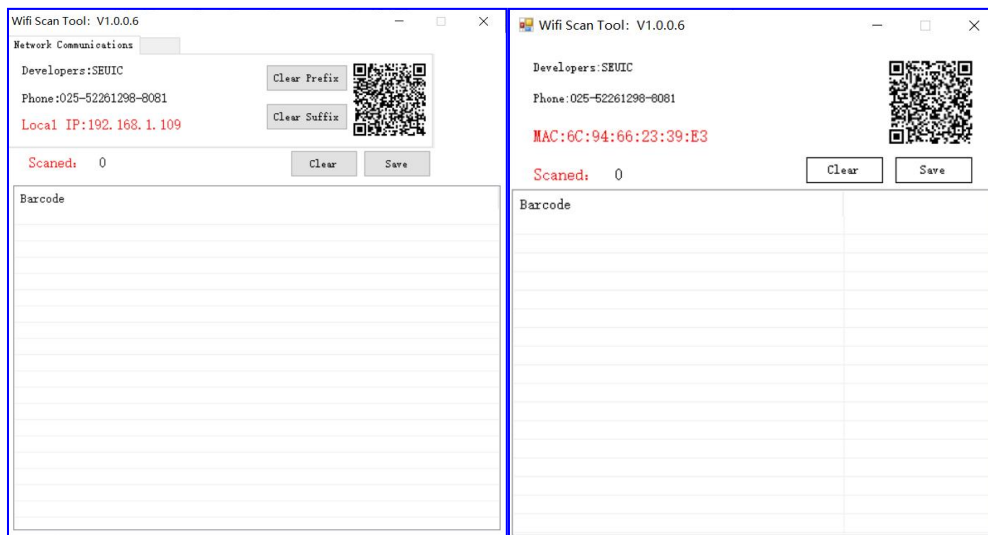 Wifi Scan Tool: V1.0.0.6
Network Communications
Developers:SEUIC
Clear Prefix
Phone:025-52261298-8081
Clear Suffix
Local IP:192.168.1.109
Scaned: 0
Clear
Save
Barcode
Wifi Scan Tool: V1.0.0.6
Developers:SEUIC
Phone:025-52261298-8081
MAC:6C:94:66:23:39:E3
Scaned: 0
Clear
Save
Barcode